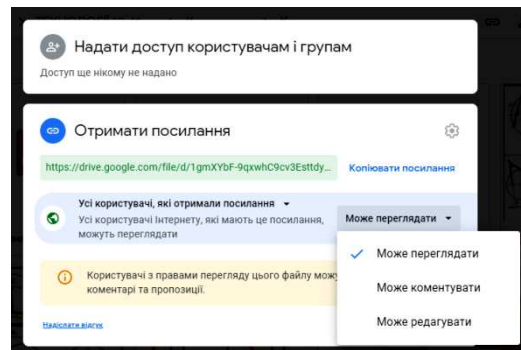 Надати доступ користувачам і групам
Доступ ще нікому не надано
Отримати посилання
https://drive.google.com/file/d/1gmXYbF-9qxwhC9cv3Esttdy...
Копіювати посилання
Усі користувачі, які отримали посилання
Усі користувачі Інтернету, які мають це посилання,
можуть переглядати
Може переглядати
Може переглядати
Може коментувати
Може редагувати
Користувачі з правами перегляду цього файлу мож
коментарі та пропозиції.
Надіслати відгук